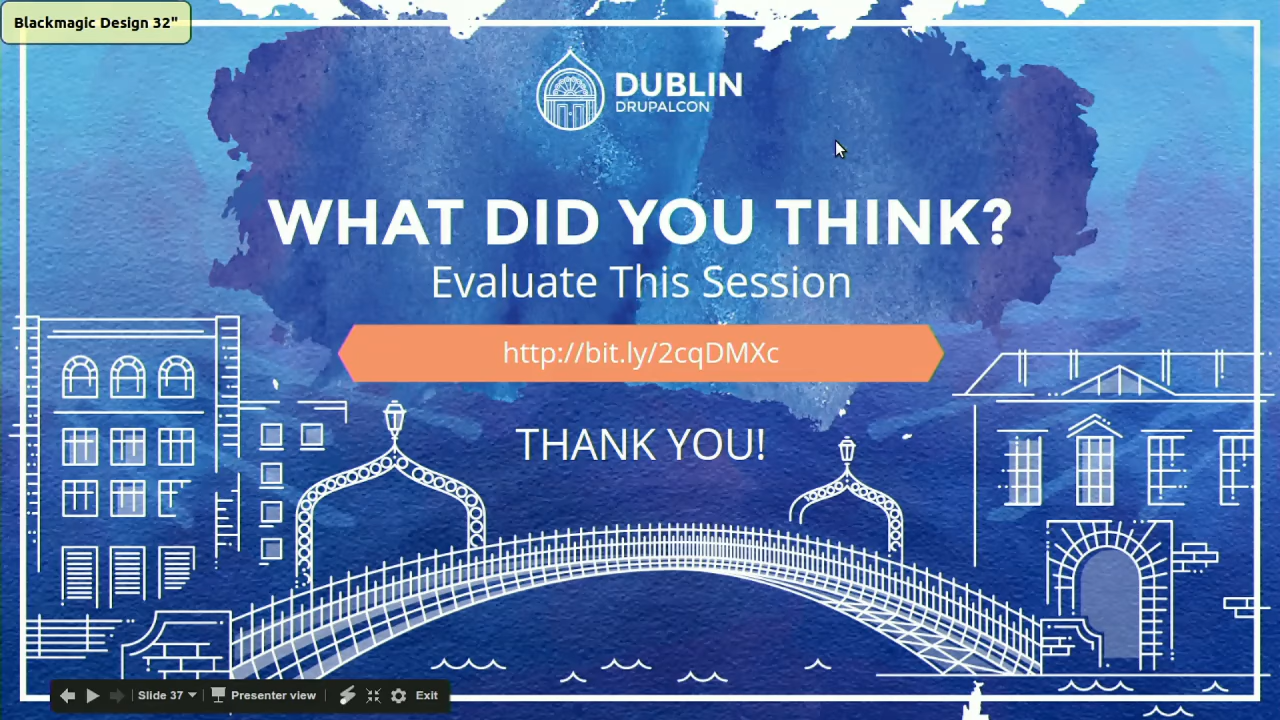 Blackmagic Design 32"
DUBLIN
DRUPALCON
WHAT DID YOU THINK?
Evaluate This Session
http://bit.ly/2cqDMXc
THANK YOU!
Slide 37
Presenter view
Exit